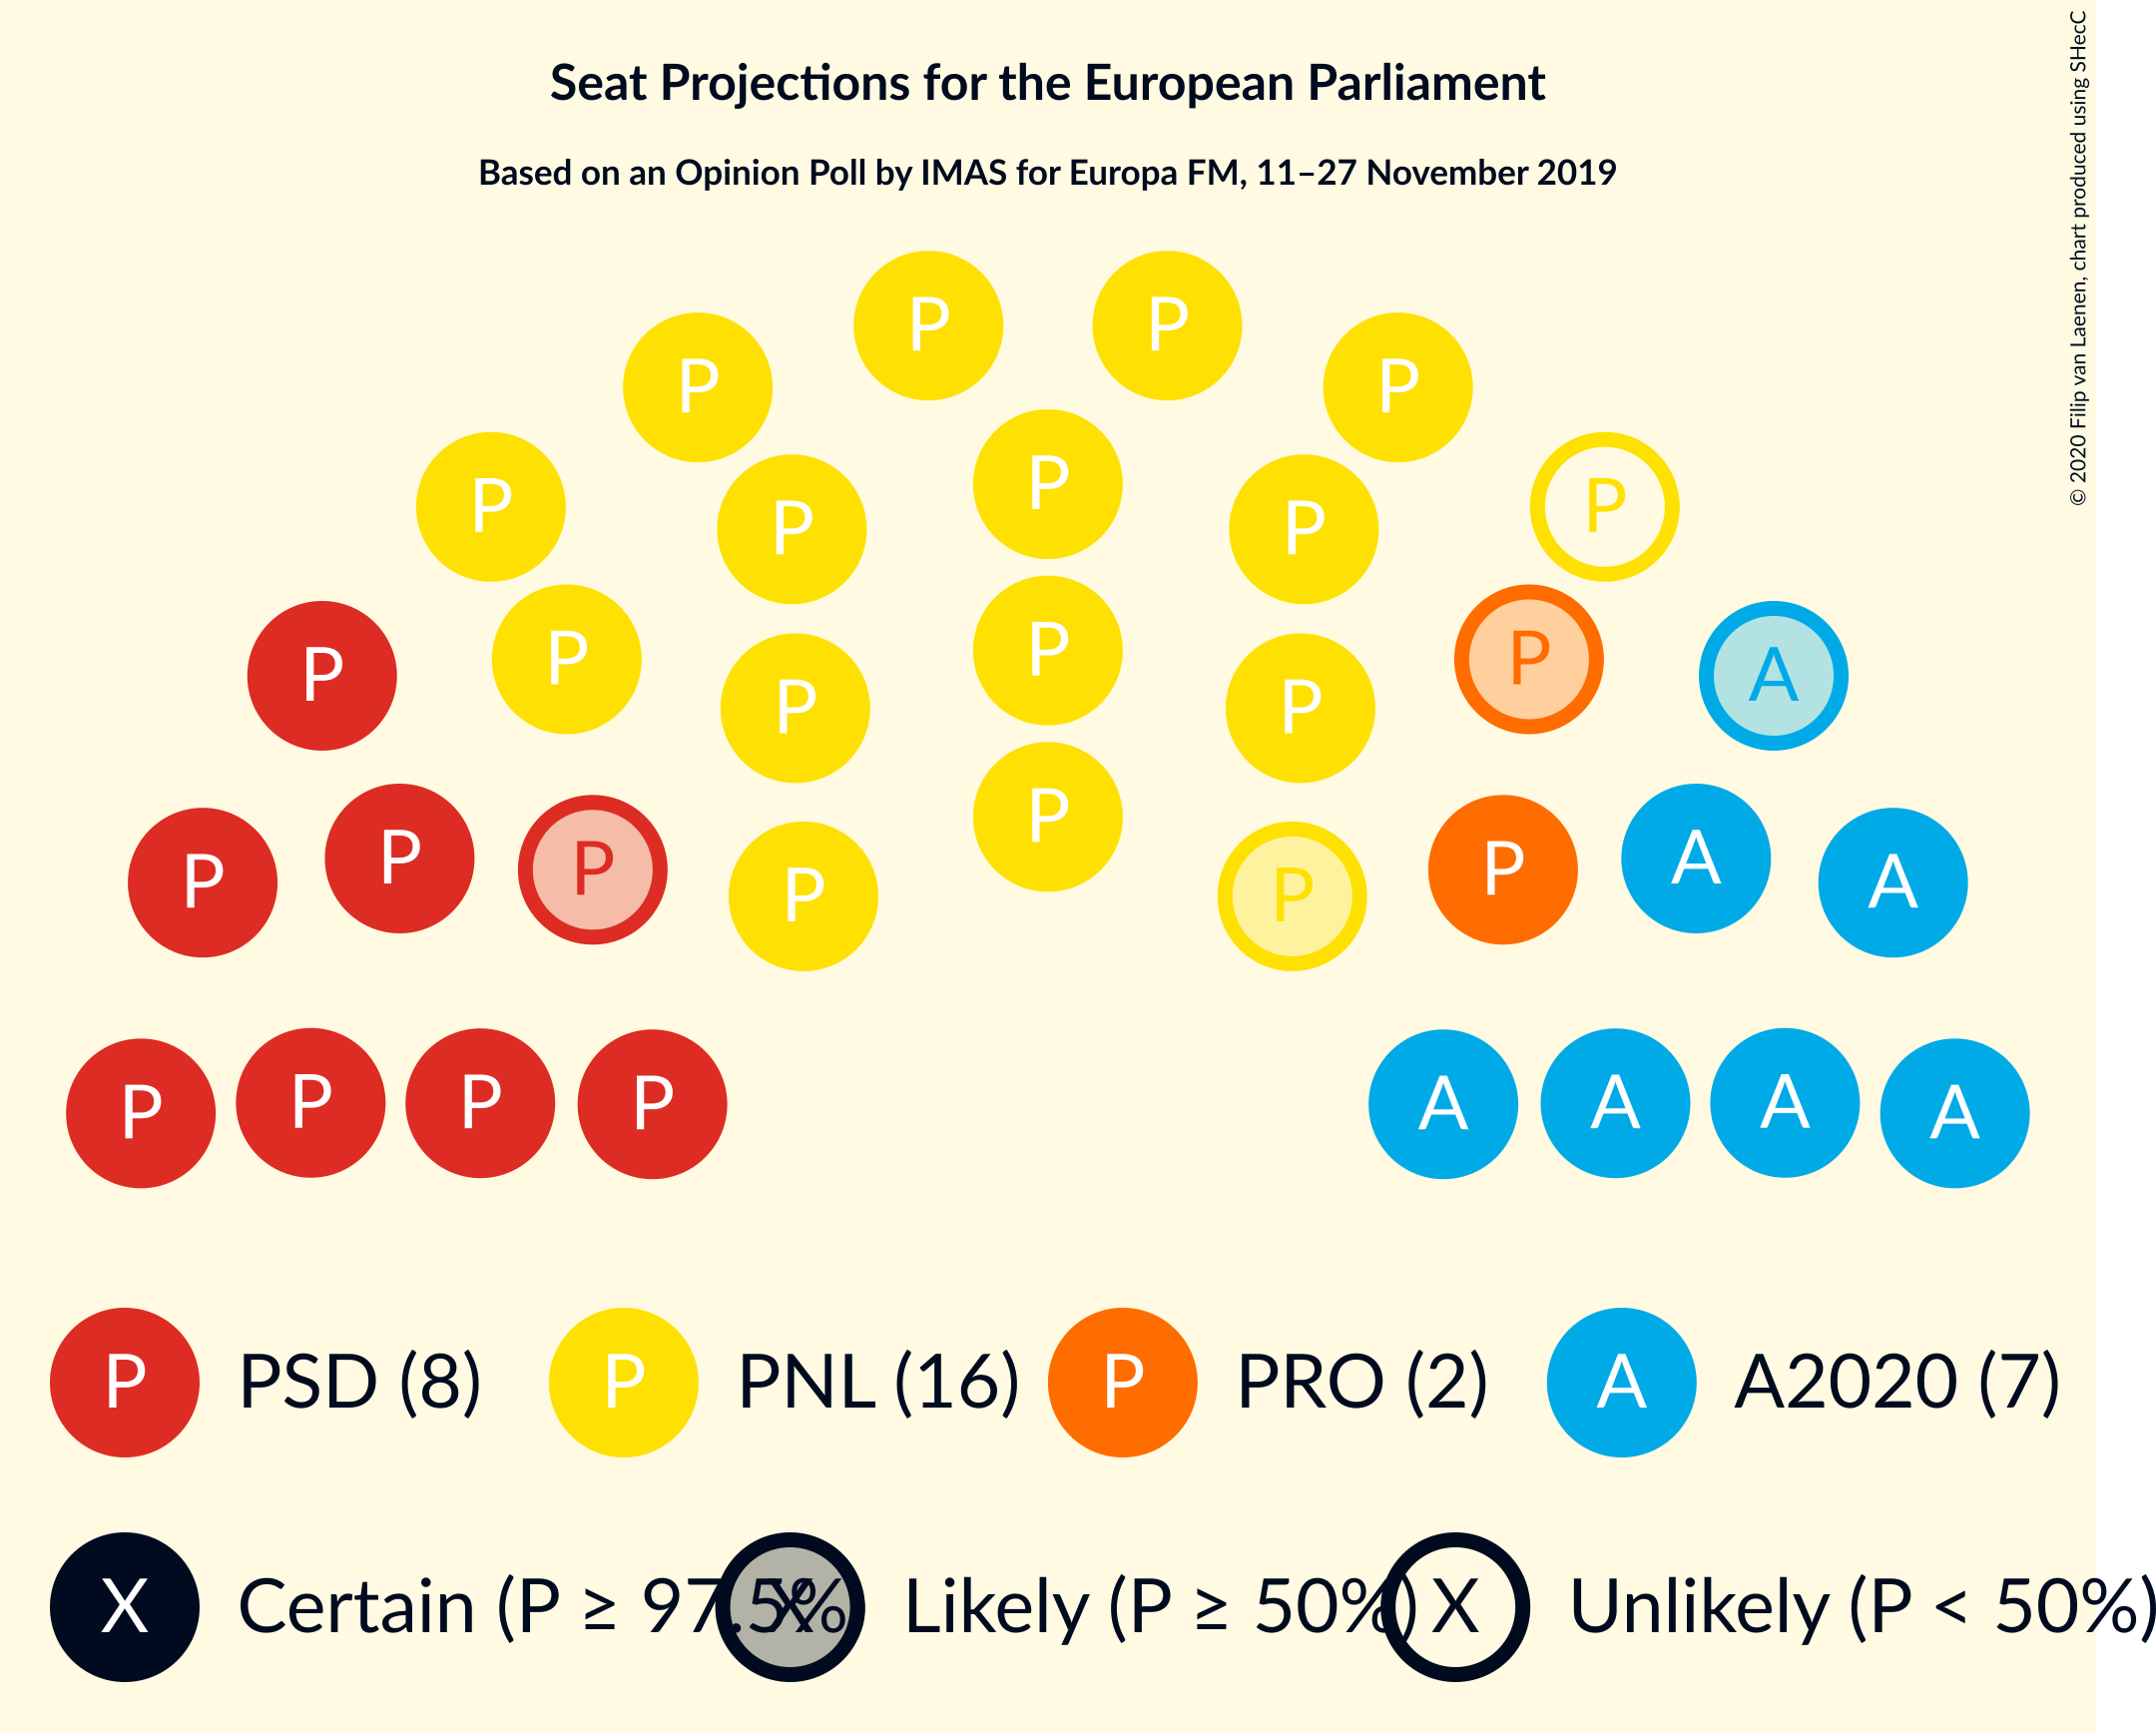 Seat Projections for the European Parliament
Based on an Opinion Poll by IMAS for Europa FM, 11–27 November 2019
© 2020 Filip van Laenen, chart produced using SHecC
P P
P P
P P P
P P P
P P P
P P P A
P P P
P P A A
P P P P
P P
P P P P A A A A
P PSD (8) P PNL (16) P PRO (2) A A2020 (7)
X Certain (P ≥ 97.5% X Likely (P ≥ 50%) X Unlikely (P < 50%)